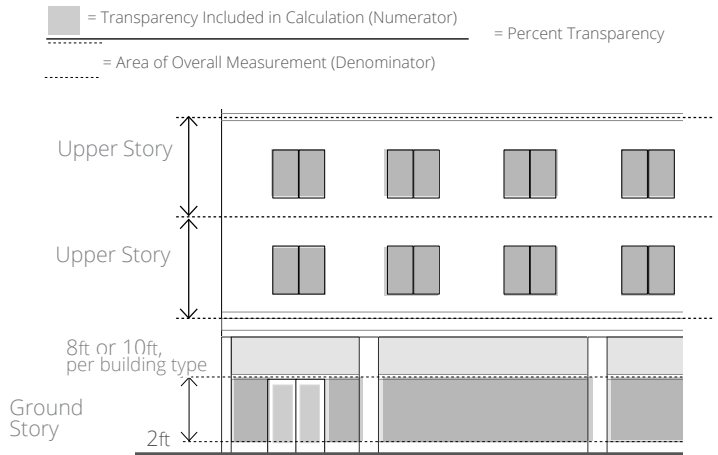 = Transparency Included in Calculation (Numerator)
= Percent Transparency
= Area of Overall Measurement (Denominator)
Upper Story
Upper Story
8ft or 10ft,
per building type
Ground
Story
2ft